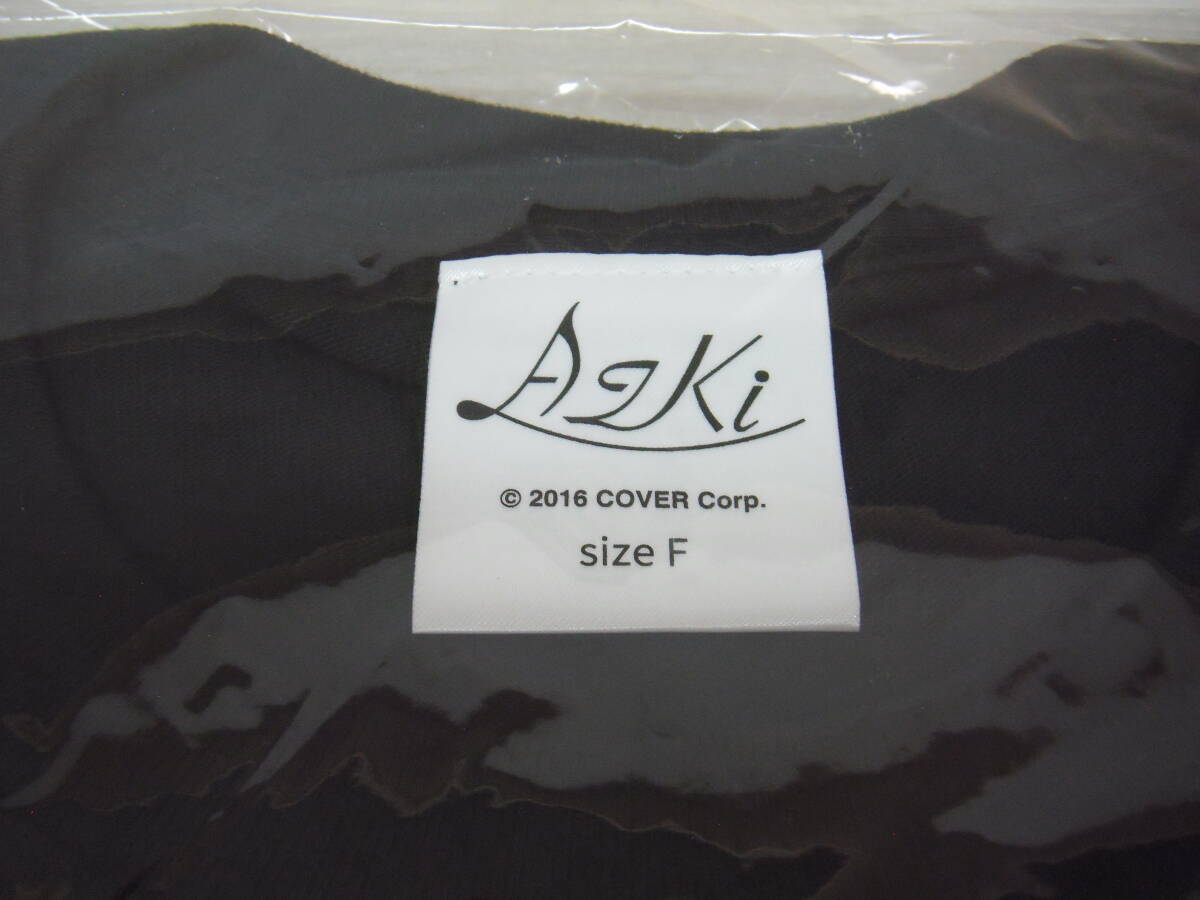 AZKi
© 2016 COVER Corp.
size F